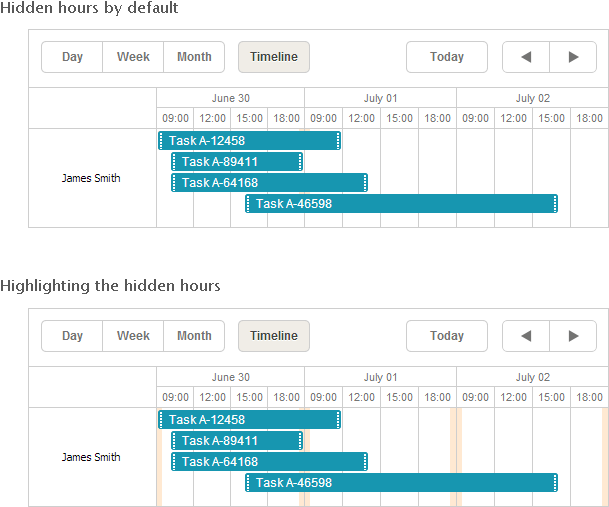 Hidden hours by default
Day Week Month Timeline Today
June 30 July 01 July 02
09:00 12:00 15:00 18:00 09:00 12:00 15:00 18:00 09:00 12:00 15:00 18:00
Task A-12458
Task A-89411
James Smith
Task A-64168
Task A-46598
Highlighting the hidden hours
Day Week Month Timeline Today
June 30 July 01 July 02
09:00 12:00 15:00 18:00 09:00 12:00 15:00 18:00 09:00 12:00 15:00 18:00
Task A-12458
Task A-89411
James Smith
Task A-64168
Task A-46598